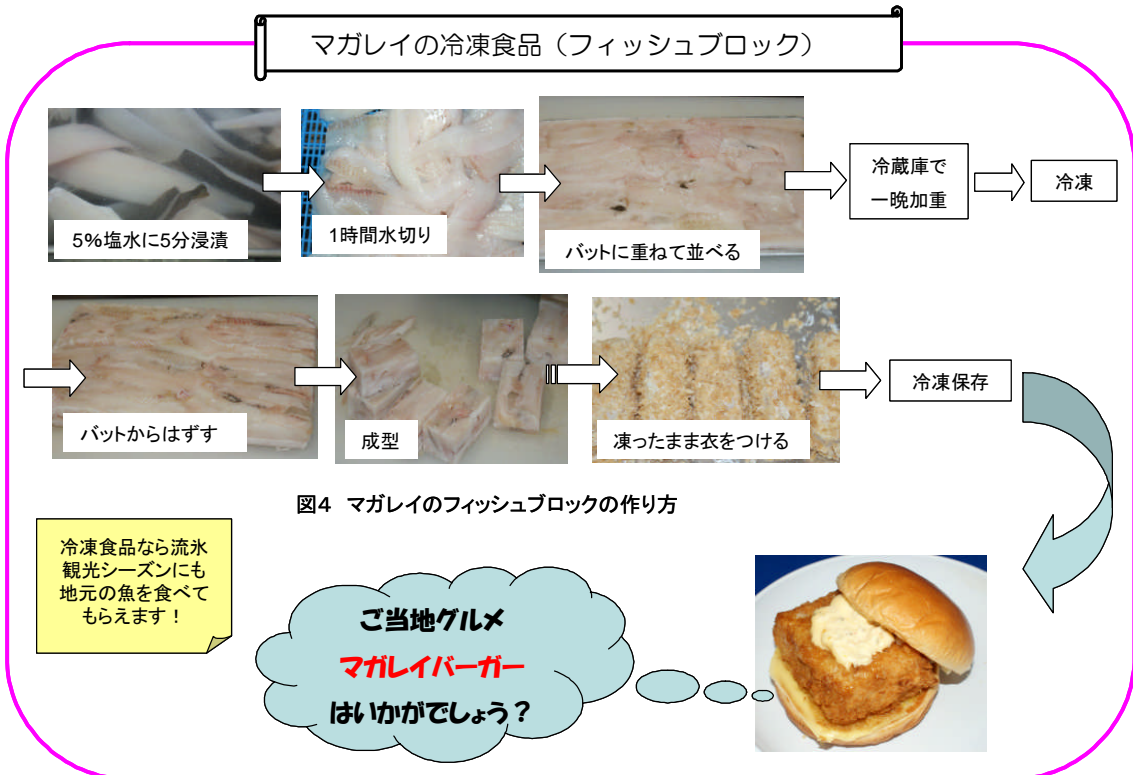 マガレイの冷凍食品（フィッシュブロック）
5%塩水に5分浸漬
1時間水切り
バットに重ねて並べる
冷蔵庫で
一晩加重
冷凍
バットからはずす
成型
凍ったまま衣をつける
冷凍保存
図4　マガレイのフィッシュブロックの作り方
冷凍食品なら流氷
観光シーズンにも
地元の魚を食べて
もらえます！
ご当地グルメ
マガレイバーガー
はいかがでしょう？